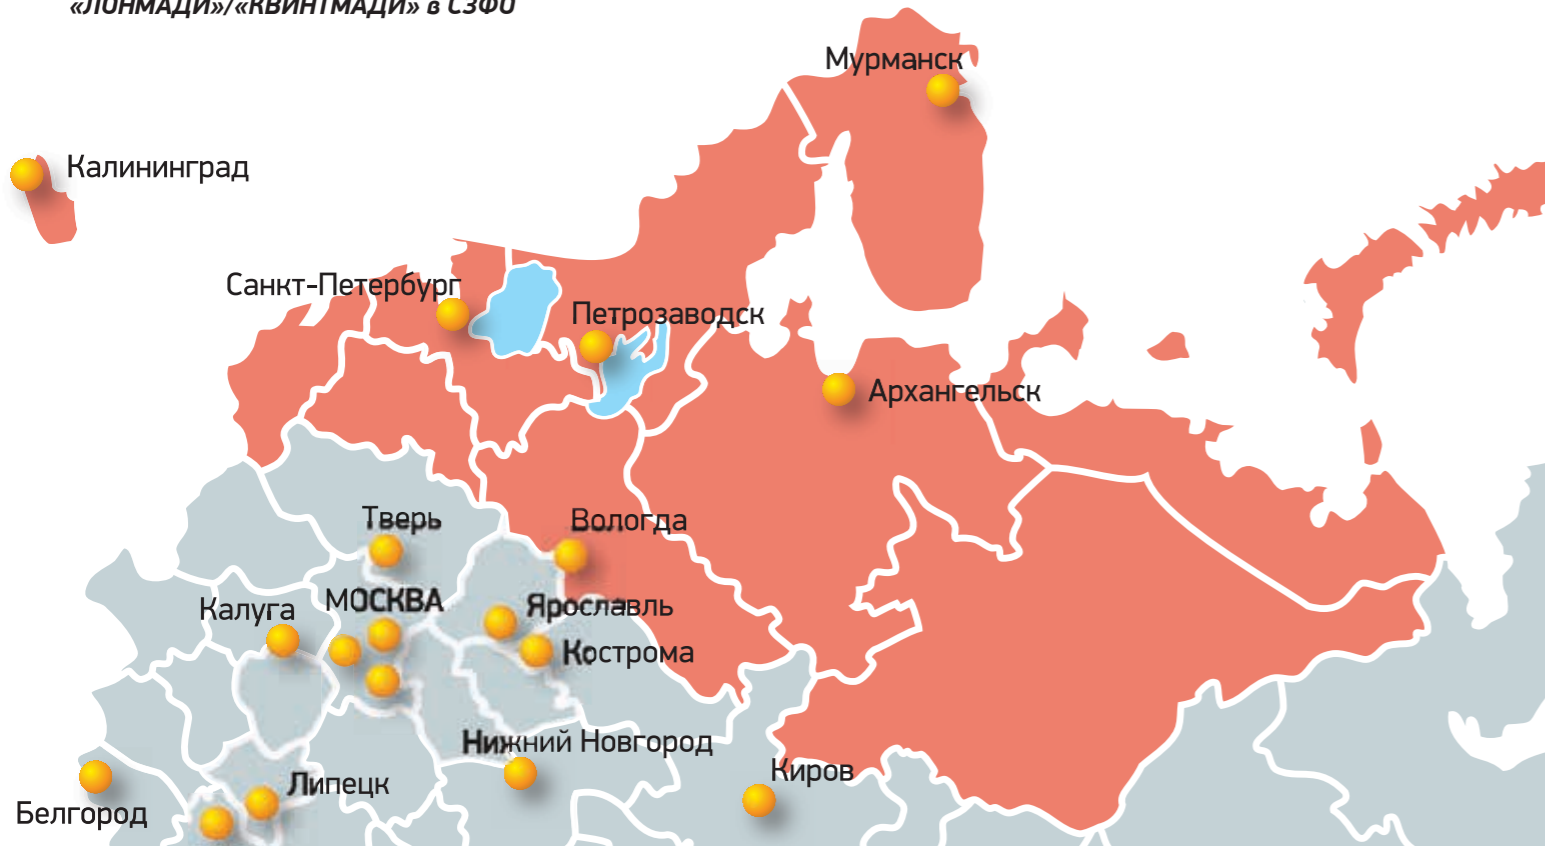 «ЛОНМАДИ»/«КВИНТМАДИ» в СЗФО
Мурманск
Калининград
Санкт-Петербург
Петрозаводск
Архангельск
Тверь
Вологда
Калуга
МОСКВА
Ярославль
Кострома
Нижний Новгород
Киров
Липецк
Белгород